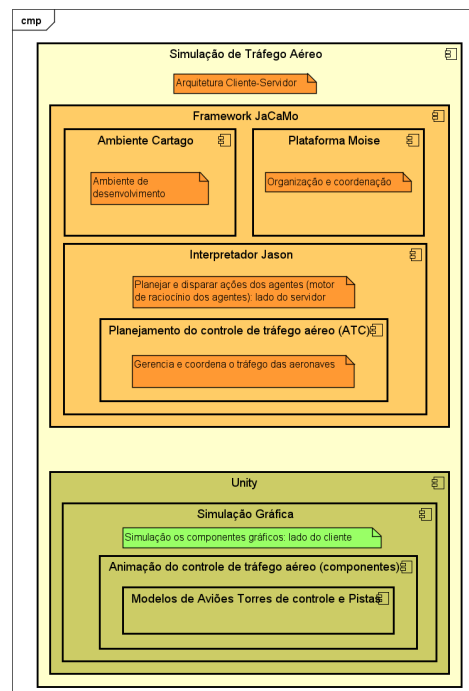 cmp
Simulação de Tráfego Aéreo
Arquitetura Cliente-Servidor
Framework JaCaMo
Ambiente Cartago
Plataforma Moise
Ambiente de
desenvolvimento
Organização e coordenação
Interpretador Jason
Planejar e disparar ações dos agentes (motor
de raciocínio dos agentes): lado do servidor
Planejamento do controle de tráfego aéreo (ATC)
Gerencia e coordena o tráfego das aeronaves
Unity
Simulação Gráfica
Simulação os componentes gráficos: lado do cliente
Animação do controle de tráfego aéreo (componentes)
Modelos de Aviões Torres de controle e Pistas